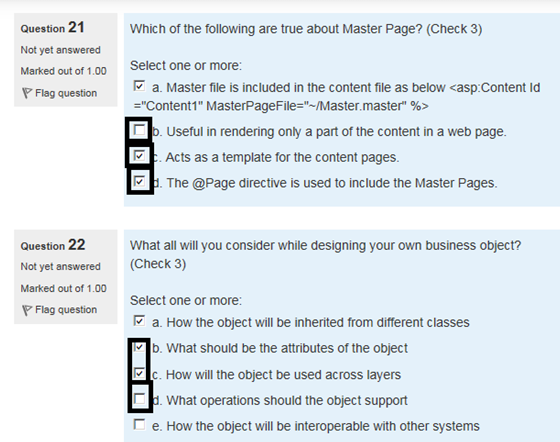 Question 21
Not yet answered
Marked out of 1.00
Flag question
Which of the following are true about Master Page? (Check 3)
Select one or more:
a. Master file is included in the content file as below <asp:Content Id
="Content1" MasterPageFile="~/Master.master" %>
b. Useful in rendering only a part of the content in a web page.
c. Acts as a template for the content pages.
d. The @Page directive is used to include the Master Pages.
Question 22
Not yet answered
Marked out of 1.00
Flag question
What all will you consider while designing your own business object?
(Check 3)
Select one or more:
a. How the object will be inherited from different classes
b. What should be the attributes of the object
c. How will the object be used across layers
d. What operations should the object support
e. How the object will be interoperable with other systems